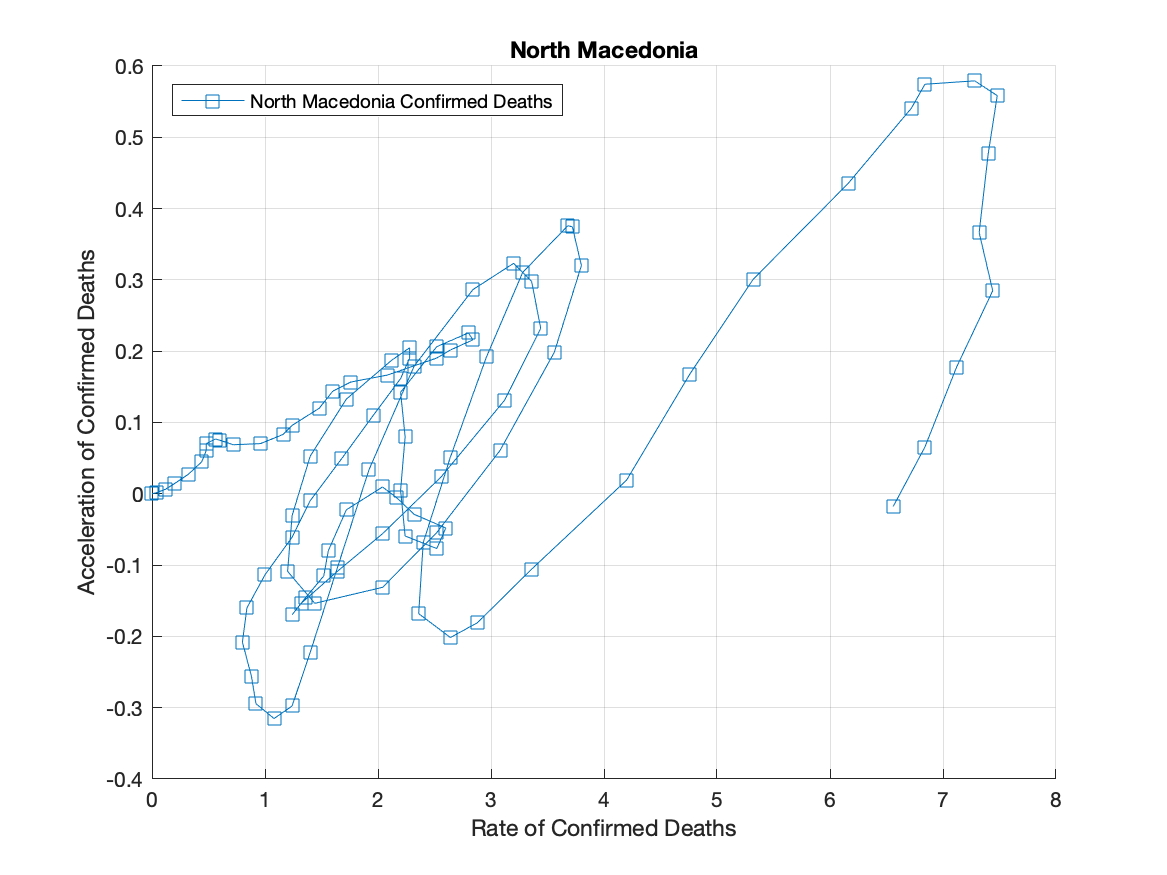 North Macedonia
North Macedonia Confirmed Deaths
0.6
0.5
0.4
0.3
0.2
0.1
0
-0.1
-0.2
-0.3
-0.4
Acceleration of Confirmed Deaths
0 1 2 3 4 5 6 7 8
Rate of Confirmed Deaths